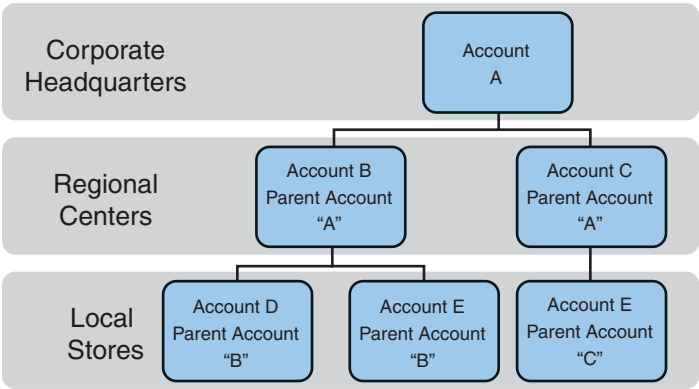 Corporate
Headquarters
Account
A
Regional
Centers
Account B
Parent Account
“A”
Account C
Parent Account
“A”
Local
Stores
Account D
Parent Account
“B”
Account E
Parent Account
“B”
Account E
Parent Account
“C”